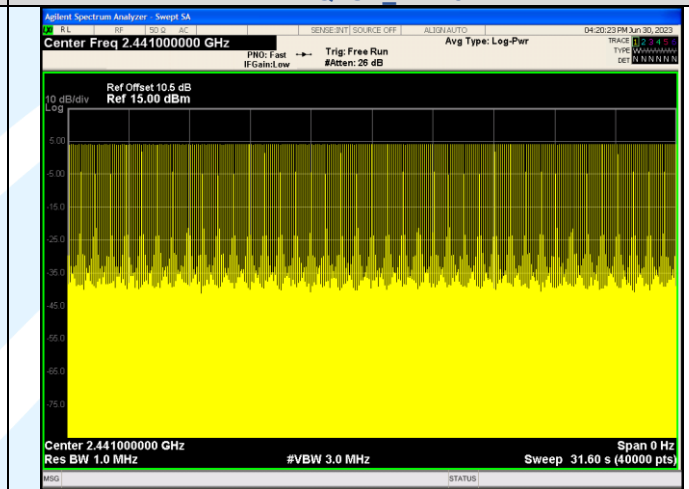 Agilent Spectrum Analyzer - Swept SA
RL RF 50 Ω AC SENSE:INT SOURCE OFF ALIGNAUTO 04:20:23 PM Jun 30, 2023
Center Freq 2.441000000 GHz Avg Type: Log-Pwr TRACE 1 2 3 4 5 6
PNO: Fast Trig: Free Run TYPE WWWWWW
IFGain:Low #Atten: 26 dB DET N N N N N N
Ref Offset 10.5 dB
10 dB/div Ref 15.00 dBm
Log
5.00
-5.00
-15.0
-25.0
-35.0
-45.0
-55.0
-65.0
-75.0
Center 2.441000000 GHz Span 0 Hz
Res BW 1.0 MHz #VBW 3.0 MHz Sweep 31.60 s (40000 pts)
MSG STATUS